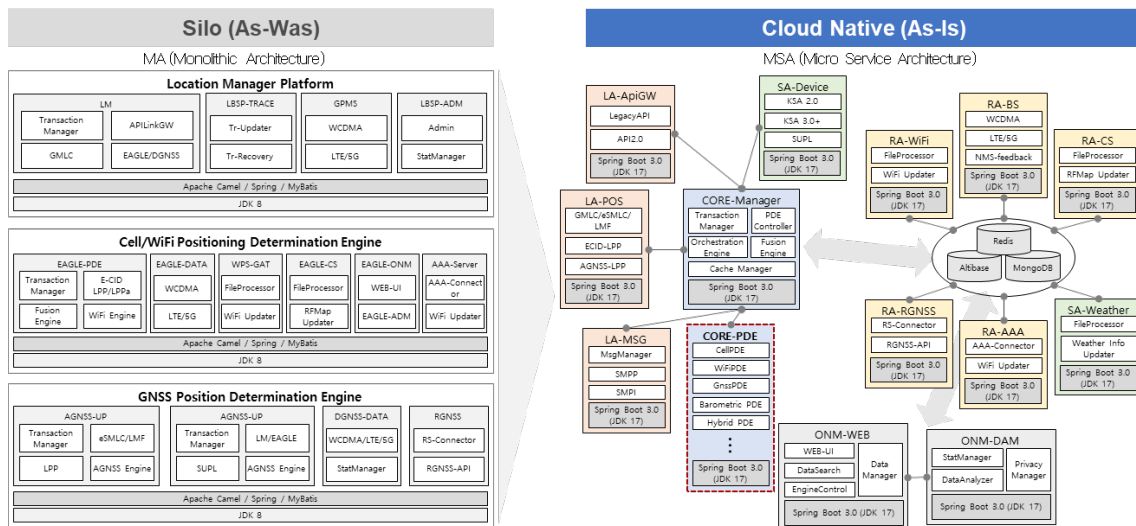 Silo (As-Was)
MA (Monolithic Architecture)
Location Manager Platform
LM
Transaction
Manager
APILinkGW
GMLC
EAGLE/DGNSS
LBSP-TRACE
Tr-Updater
Tr-Recovery
GPMS
WCDMA
LTE/5G
LBSP-ADM
Admin
StatManager
Apache Camel / Spring / MyBatis
JDK 8
Cell/WiFi Positioning Determination Engine
EAGLE-PDE
Transaction
Manager
E-CID
LPP/LPPa
Fusion
Engine
WiFi Engine
EAGLE-DATA
WCDMA
LTE/5G
WPS-GAT
FileProcessor
WiFi Updater
EAGLE-CS
FileProcessor
RFMap
Updater
EAGLE-ONM
WEB-UI
EAGLE-ADM
AAA-Server
AAA-Connect
or
WiFi Updater
Apache Camel / Spring / MyBatis
JDK 8
GNSS Position Determination Engine
AGNSS-UP
Transaction
Manager
eSMLC/LMF
LPP
AGNSS Engine
AGNSS-UP
Transaction
Manager
LM/EAGLE
SUPL
AGNSS Engine
DGNSS-DATA
WCDMA/LTE/5G
StatManager
RGNSS
RS-Connector
RGNSS-API
Apache Camel / Spring / MyBatis
JDK 8
Cloud Native (As-Is)
MSA (Micro Service Architecture)
LA-ApiGW
LegacyAPI
API2.0
Spring Boot 3.0
(JDK 17)
SA-Device
KSA 2.0
KSA 3.0+
SUPL
Spring Boot 3.0
(JDK 17)
LA-POS
GMLC/eSMLC/
LMF
ECID-LPP
AGNSS-LPP
Spring Boot 3.0
(JDK 17)
CORE-Manager
Transaction
Manager
PDE
Controller
Orchestration
Engine
Fusion
Engine
Cache Manager
Spring Boot 3.0
(JDK 17)
LA-MSG
MsgManager
SMPP
SMPI
Spring Boot 3.0
(JDK 17)
CORE-PDE
CellPDE
WiFiPDE
GnssPDE
Barometric PDE
Hybrid PDE
⋮
Spring Boot 3.0
(JDK 17)
RA-WiFi
FileProcessor
WiFi Updater
Spring Boot 3.0
(JDK 17)
RA-BS
WCDMA
LTE/5G
NMS-feedback
Spring Boot 3.0
(JDK 17)
RA-CS
FileProcessor
RFMap Updater
Spring Boot 3.0
(JDK 17)
Redis
Altibase
MongoDB
RA-RGNSS
RS-Connector
RGNSS-API
Spring Boot 3.0
(JDK 17)
RA-AAA
AAA-Connector
WiFi Updater
Spring Boot 3.0
(JDK 17)
SA-Weather
FileProcessor
Weather Info
Updater
Spring Boot 3.0
(JDK 17)
ONM-WEB
WEB-UI
DataSearch
EngineControl
Data
Manager
Spring Boot 3.0 (JDK 17)
ONM-DAM
StatManager
DataAnalyzer
Privacy
Manager
Spring Boot 3.0 (JDK 17)